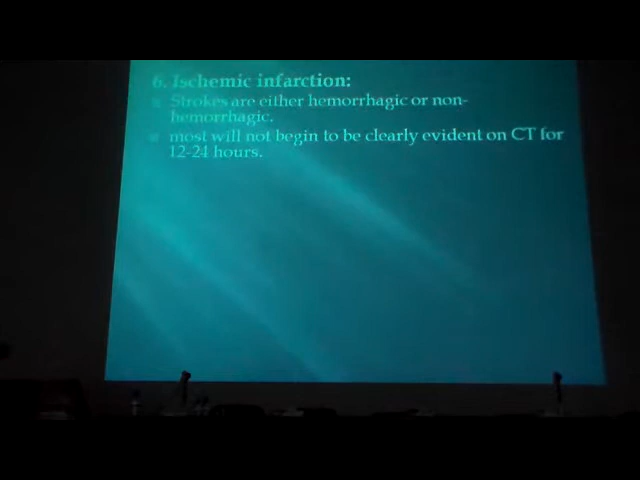 6. Ischemic infarction:
Strokes are either hemorrhagic or non-
hemorrhagic.
most will not begin to be clearly evident on CT for
12-24 hours.